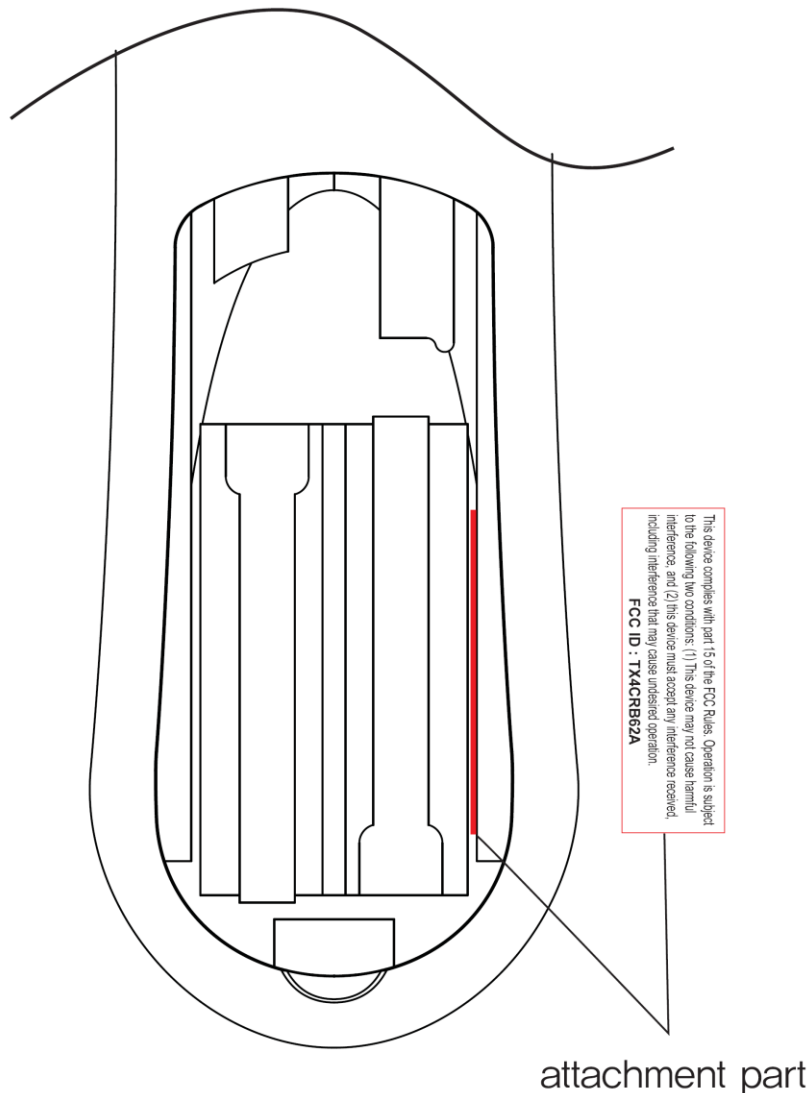 This device complies with part 15 of the FCC Rules. Operation is subject
to the following two conditions: (1) This device may not cause harmful
interference, and (2) this device must accept any interference received,
including interference that may cause undesired operation.
FCC ID : TX4CRB62A
attachment part